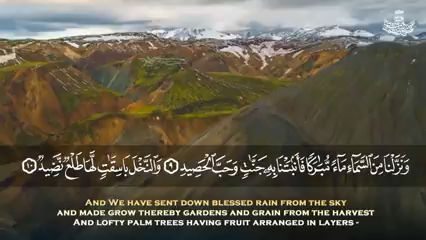 وَنَزَّلْنَا مِنَ السَّمَاءِ مَاءً مُّبَارَكًا فَأَنبَتْنَا بِهِ جَنَّاتٍ وَحَبَّ الْحَصِيدِ ۝٩ وَالنَّخْلَ بَاسِقَاتٍ لَّهَا طَلْعٌ نَّضِيدٌ ۝١٠
AND WE HAVE SENT DOWN BLESSED RAIN FROM THE SKY
AND MADE GROW THEREBY GARDENS AND GRAIN FROM THE HARVEST
AND LOFTY PALM TREES HAVING FRUIT ARRANGED IN LAYERS -